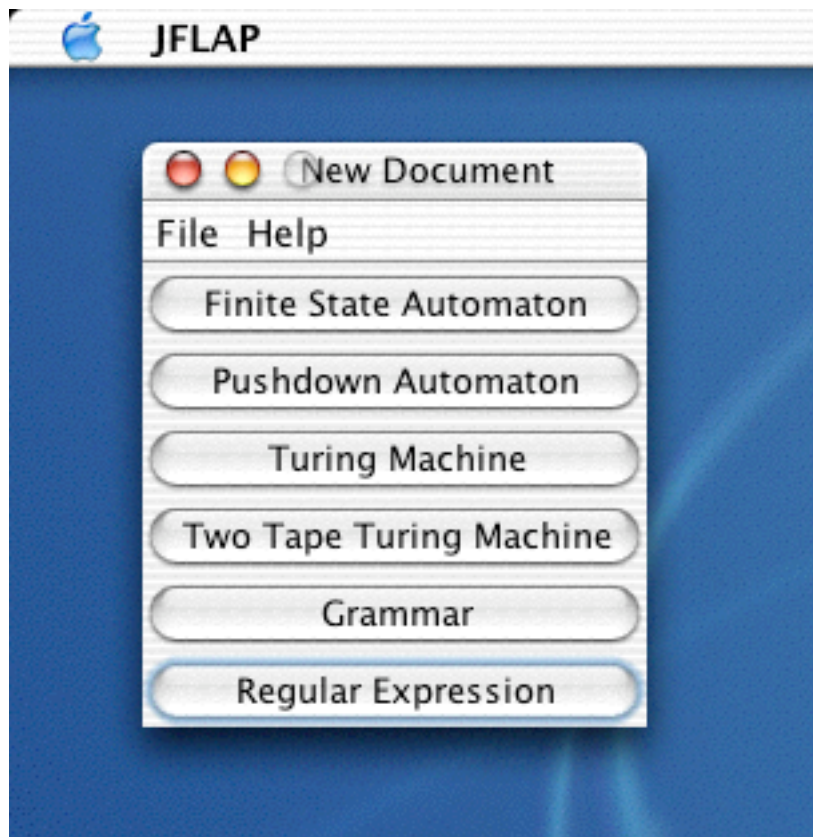 JFLAP
New Document
File Help
Finite State Automaton
Pushdown Automaton
Turing Machine
Two Tape Turing Machine
Grammar
Regular Expression